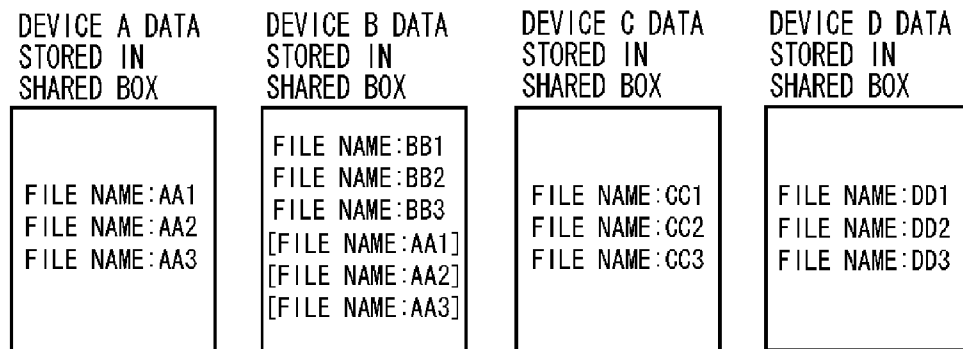 DEVICE A DATA
STORED IN
SHARED BOX
FILE NAME:AA1
FILE NAME:AA2
FILE NAME:AA3
DEVICE B DATA
STORED IN
SHARED BOX
FILE NAME:BB1
FILE NAME:BB2
FILE NAME:BB3
[FILE NAME:AA1]
[FILE NAME:AA2]
[FILE NAME:AA3]
DEVICE C DATA
STORED IN
SHARED BOX
FILE NAME:CC1
FILE NAME:CC2
FILE NAME:CC3
DEVICE D DATA
STORED IN
SHARED BOX
FILE NAME:DD1
FILE NAME:DD2
FILE NAME:DD3